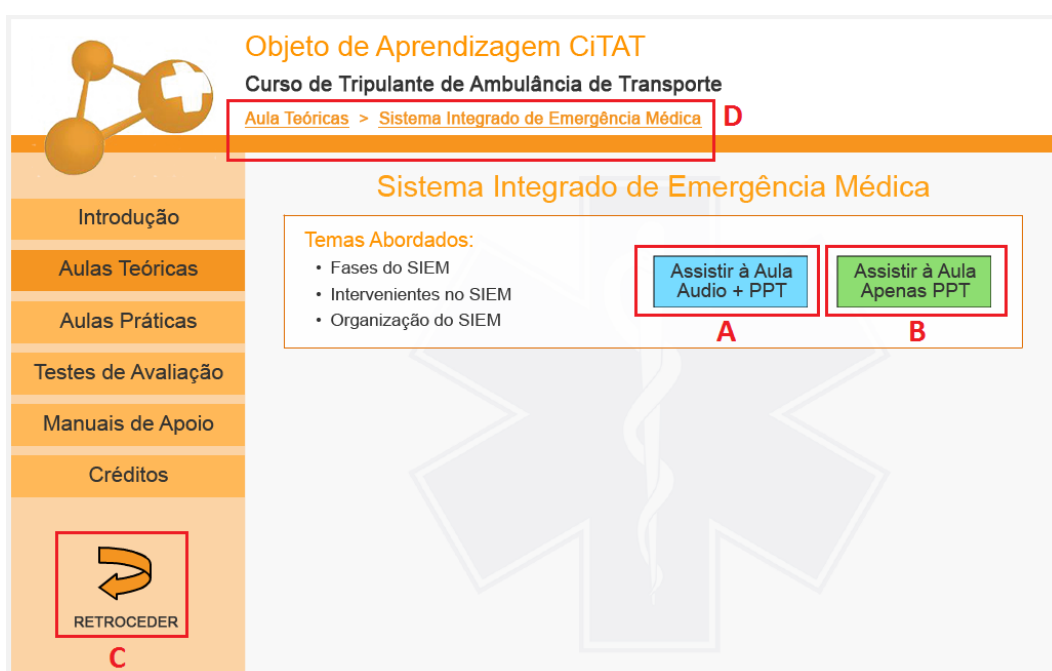 Objeto de Aprendizagem CiTAT
Curso de Tripulante de Ambulância de Transporte
Aula Teóricas > Sistema Integrado de Emergência Médica
D
Sistema Integrado de Emergência Médica
Introdução
Aulas Teóricas
Aulas Práticas
Testes de Avaliação
Manuais de Apoio
Créditos
Temas Abordados:
• Fases do SIEM
• Intervenientes no SIEM
• Organização do SIEM
Assistir à Aula
Audio + PPT
A
Assistir à Aula
Apenas PPT
B
RETROCEDER
C